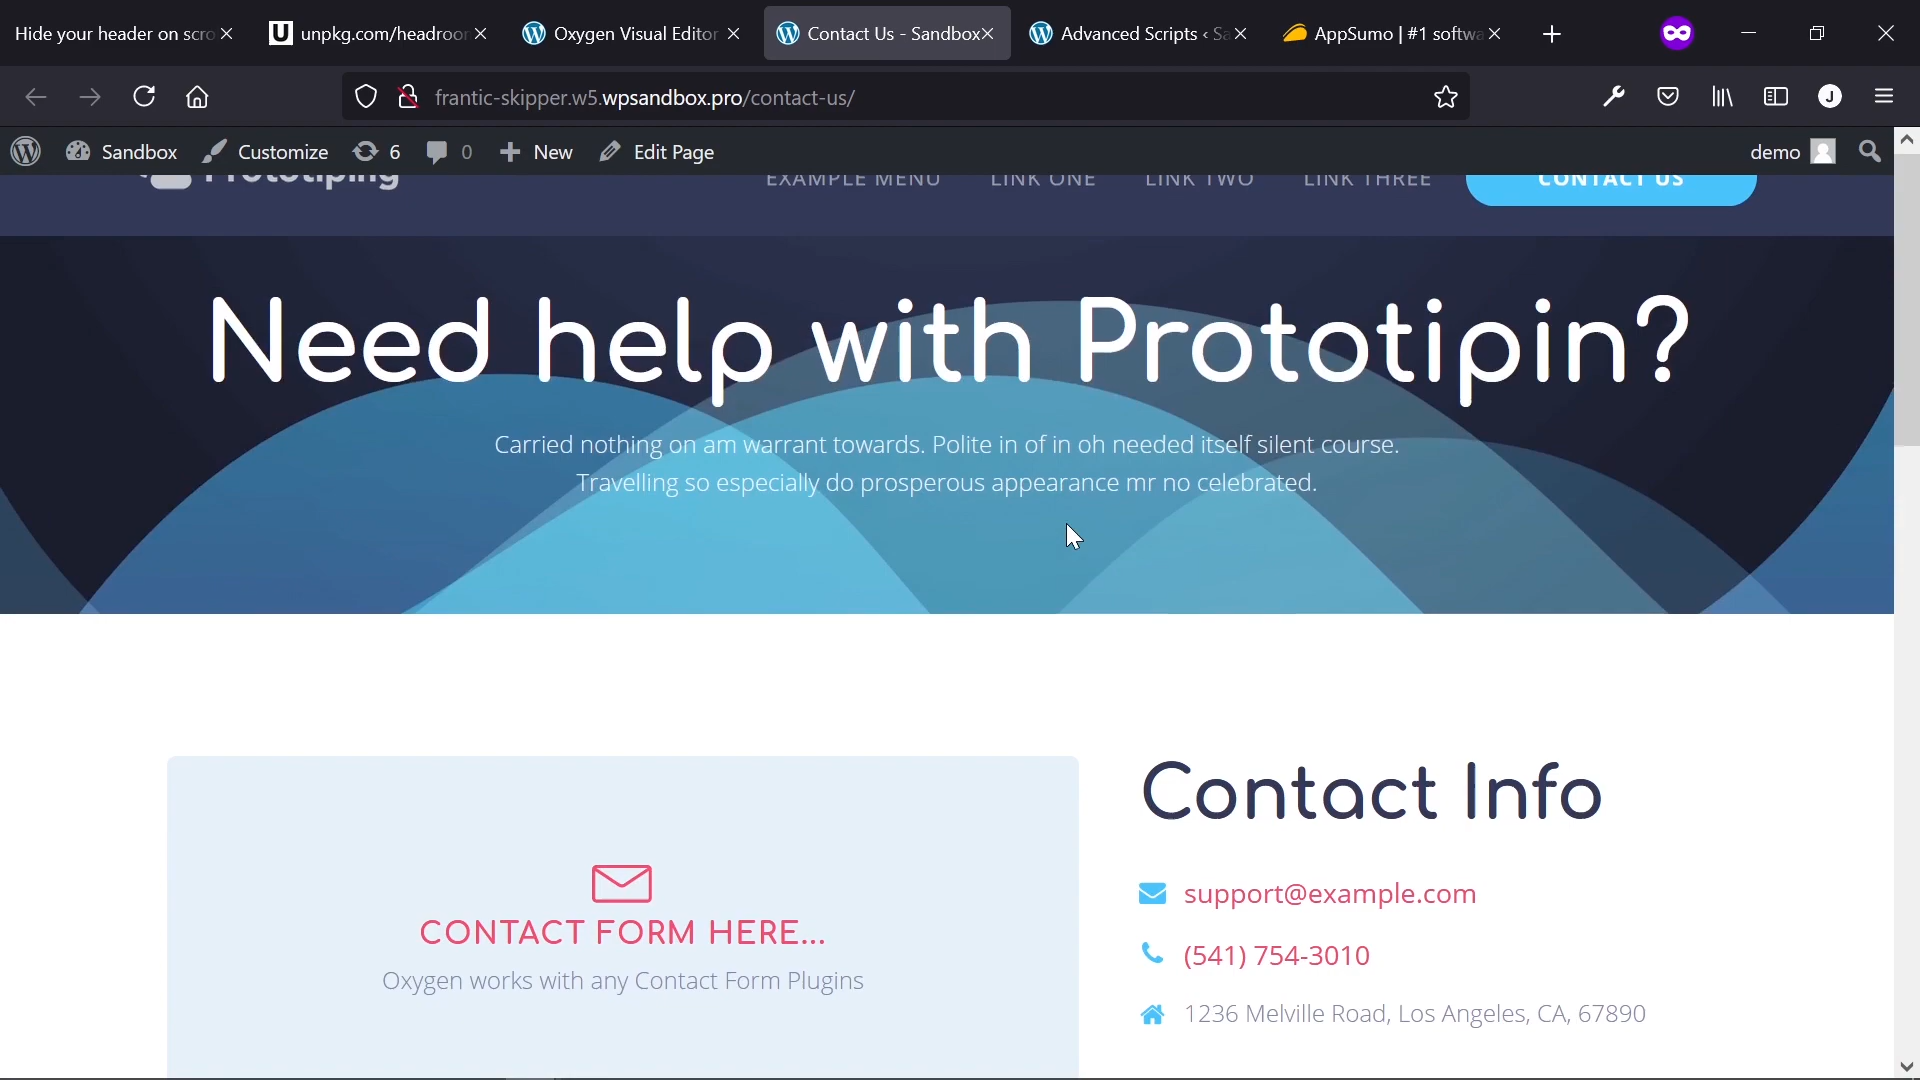 Hide your header on scro
unpkg.com/headroom
Oxygen Visual Editor
Contact Us - Sandbox
Advanced Scripts ‹ Sa
AppSumo | #1 softwa
frantic-skipper.w5.wpsandbox.pro/contact-us/
J
Sandbox
Customize
6
0
New
Edit Page
demo
Prototiping
EXAMPLE MENU
LINK ONE
LINK TWO
LINK THREE
CONTACT US
Need help with Prototipin?
Carried nothing on am warrant towards. Polite in of in oh needed itself silent course.
Travelling so especially do prosperous appearance mr no celebrated.
CONTACT FORM HERE...
Oxygen works with any Contact Form Plugins
Contact Info
support@example.com
(541) 754-3010
1236 Melville Road, Los Angeles, CA, 67890